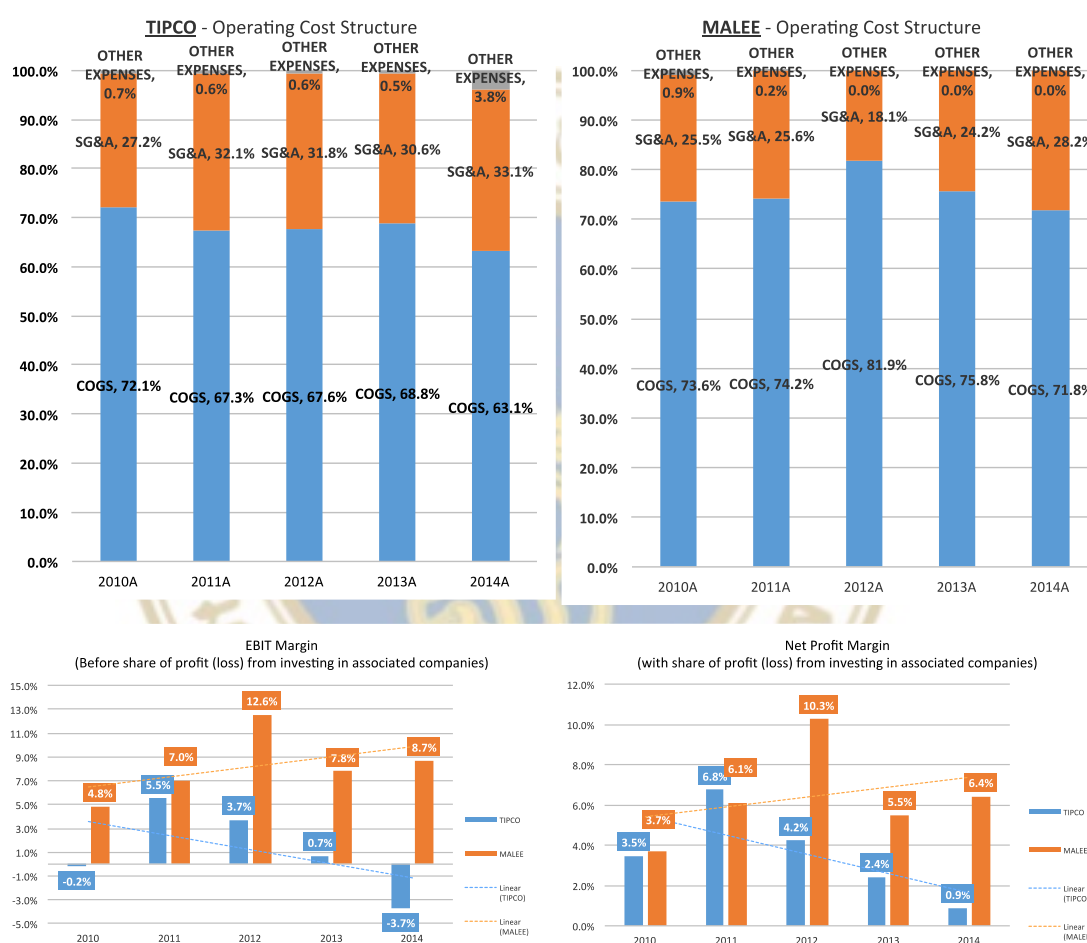 TIPCO - Operating Cost Structure
OTHER EXPENSES, 0.7%
OTHER EXPENSES, 0.6%
OTHER EXPENSES, 0.6%
OTHER EXPENSES, 0.5%
OTHER EXPENSES, 3.8%
100.0%
90.0%
80.0%
70.0%
60.0%
50.0%
40.0%
30.0%
20.0%
10.0%
0.0%
SG&A, 27.2%
SG&A, 32.1%
SG&A, 31.8%
SG&A, 30.6%
SG&A, 33.1%
COGS, 72.1%
COGS, 67.3%
COGS, 67.6%
COGS, 68.8%
COGS, 63.1%
2010A
2011A
2012A
2013A
2014A
MALEE - Operating Cost Structure
OTHER EXPENSES, 0.9%
OTHER EXPENSES, 0.2%
OTHER EXPENSES, 0.0%
OTHER EXPENSES, 0.0%
OTHER EXPENSES, 0.0%
100.0%
90.0%
80.0%
70.0%
60.0%
50.0%
40.0%
30.0%
20.0%
10.0%
0.0%
SG&A, 25.5%
SG&A, 25.6%
SG&A, 18.1%
SG&A, 24.2%
SG&A, 28.2%
COGS, 73.6%
COGS, 74.2%
COGS, 81.9%
COGS, 75.8%
COGS, 71.8%
2010A
2011A
2012A
2013A
2014A
EBIT Margin
(Before share of profit (loss) from investing in associated companies)
15.0%
13.0%
11.0%
9.0%
7.0%
5.0%
3.0%
1.0%
-1.0%
-3.0%
-5.0%
-0.2%
4.8%
5.5%
7.0%
3.7%
12.6%
0.7%
7.8%
-3.7%
8.7%
2010
2011
2012
2013
2014
TIPCO
MALEE
Linear
(TIPCO)
Linear
(MALEE)
Net Profit Margin
(with share of profit (loss) from investing in associated companies)
12.0%
10.0%
8.0%
6.0%
4.0%
2.0%
0.0%
3.5%
3.7%
6.8%
6.1%
4.2%
10.3%
2.4%
5.5%
0.9%
6.4%
2010
2011
2012
2013
2014
TIPCO
MALEE
Linear
(TIPCO
Linear
(MALEE